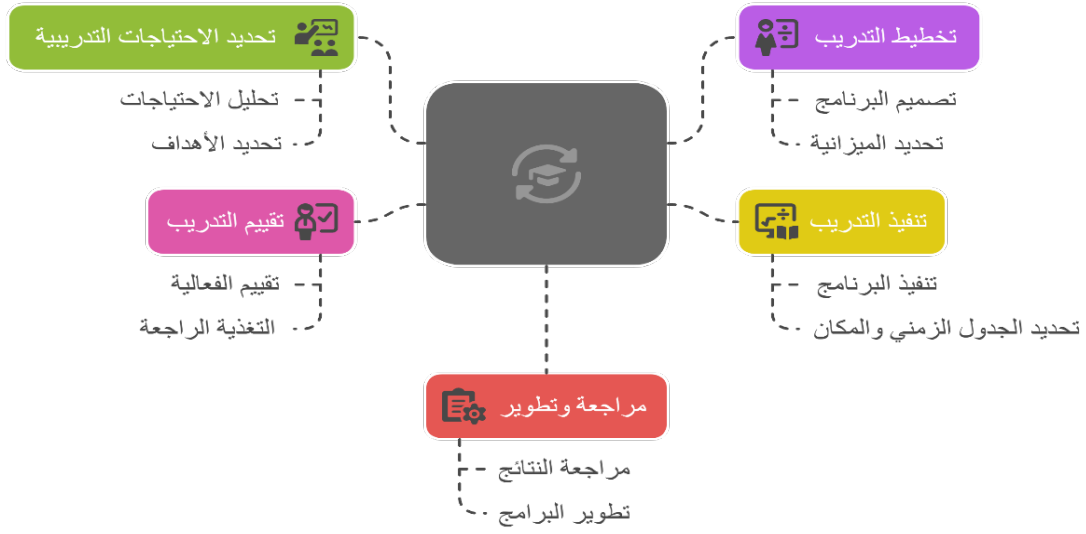 تخطيط التدريب
تصميم البرنامج
تحديد الميزانية
تحديد الاحتياجات التدريبية
تحليل الاحتياجات
تحديد الأهداف
تنفيذ التدريب
تنفيذ البرنامج
تحديد الجدول الزمني والمكان
تقييم التدريب
تقييم الفعالية
التغذية الراجعة
مراجعة وتطوير
مراجعة النتائج
تطوير البرامج